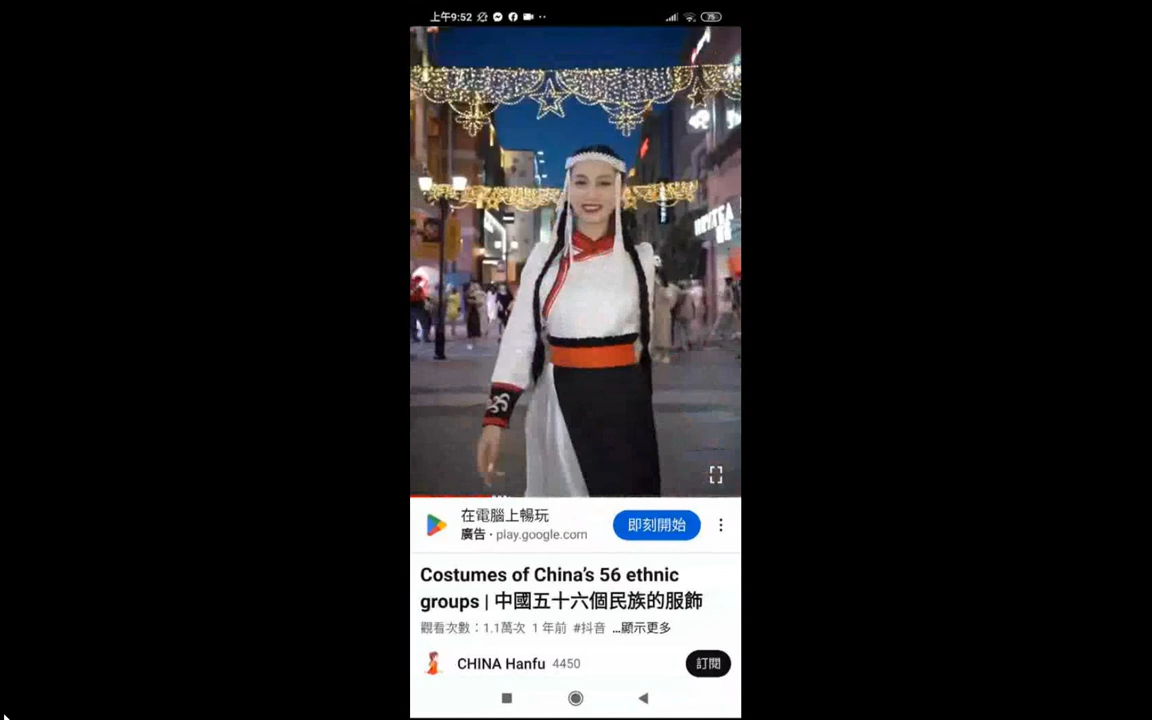 上午9:52
75
在電腦上暢玩
廣告 · play.google.com
即刻開始
Costumes of China's 56 ethnic
groups | 中國五十六個民族的服飾
觀看次數：1.1萬次 1 年前 #抖音 ...顯示更多
CHINA Hanfu 4450
訂閱